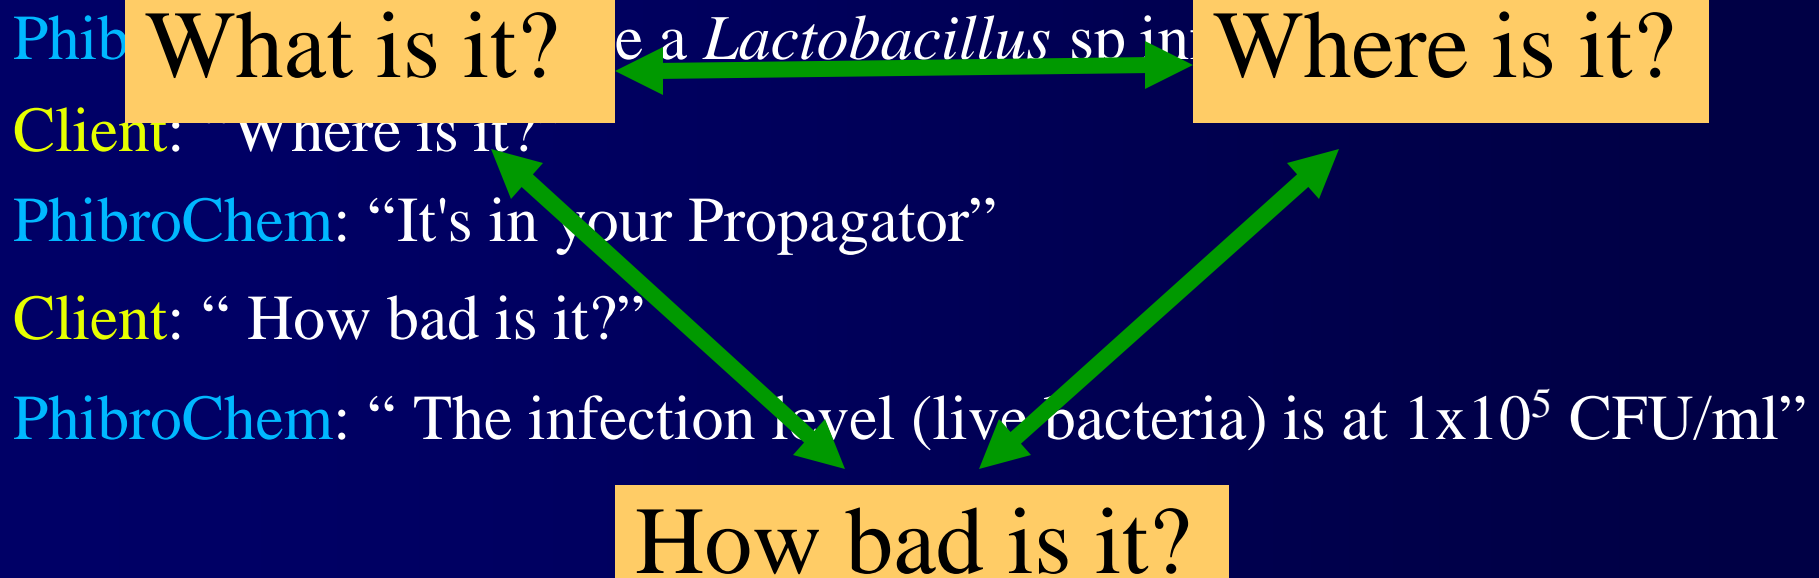 What is it?
Where is it?
Phib e a Lactobacillus sp in
Client: “Where is it?
PhibroChem: “It's in your Propagator”
Client: “ How bad is it?”
PhibroChem: “ The infection level (live bacteria) is at 1x10⁵ CFU/ml”
How bad is it?